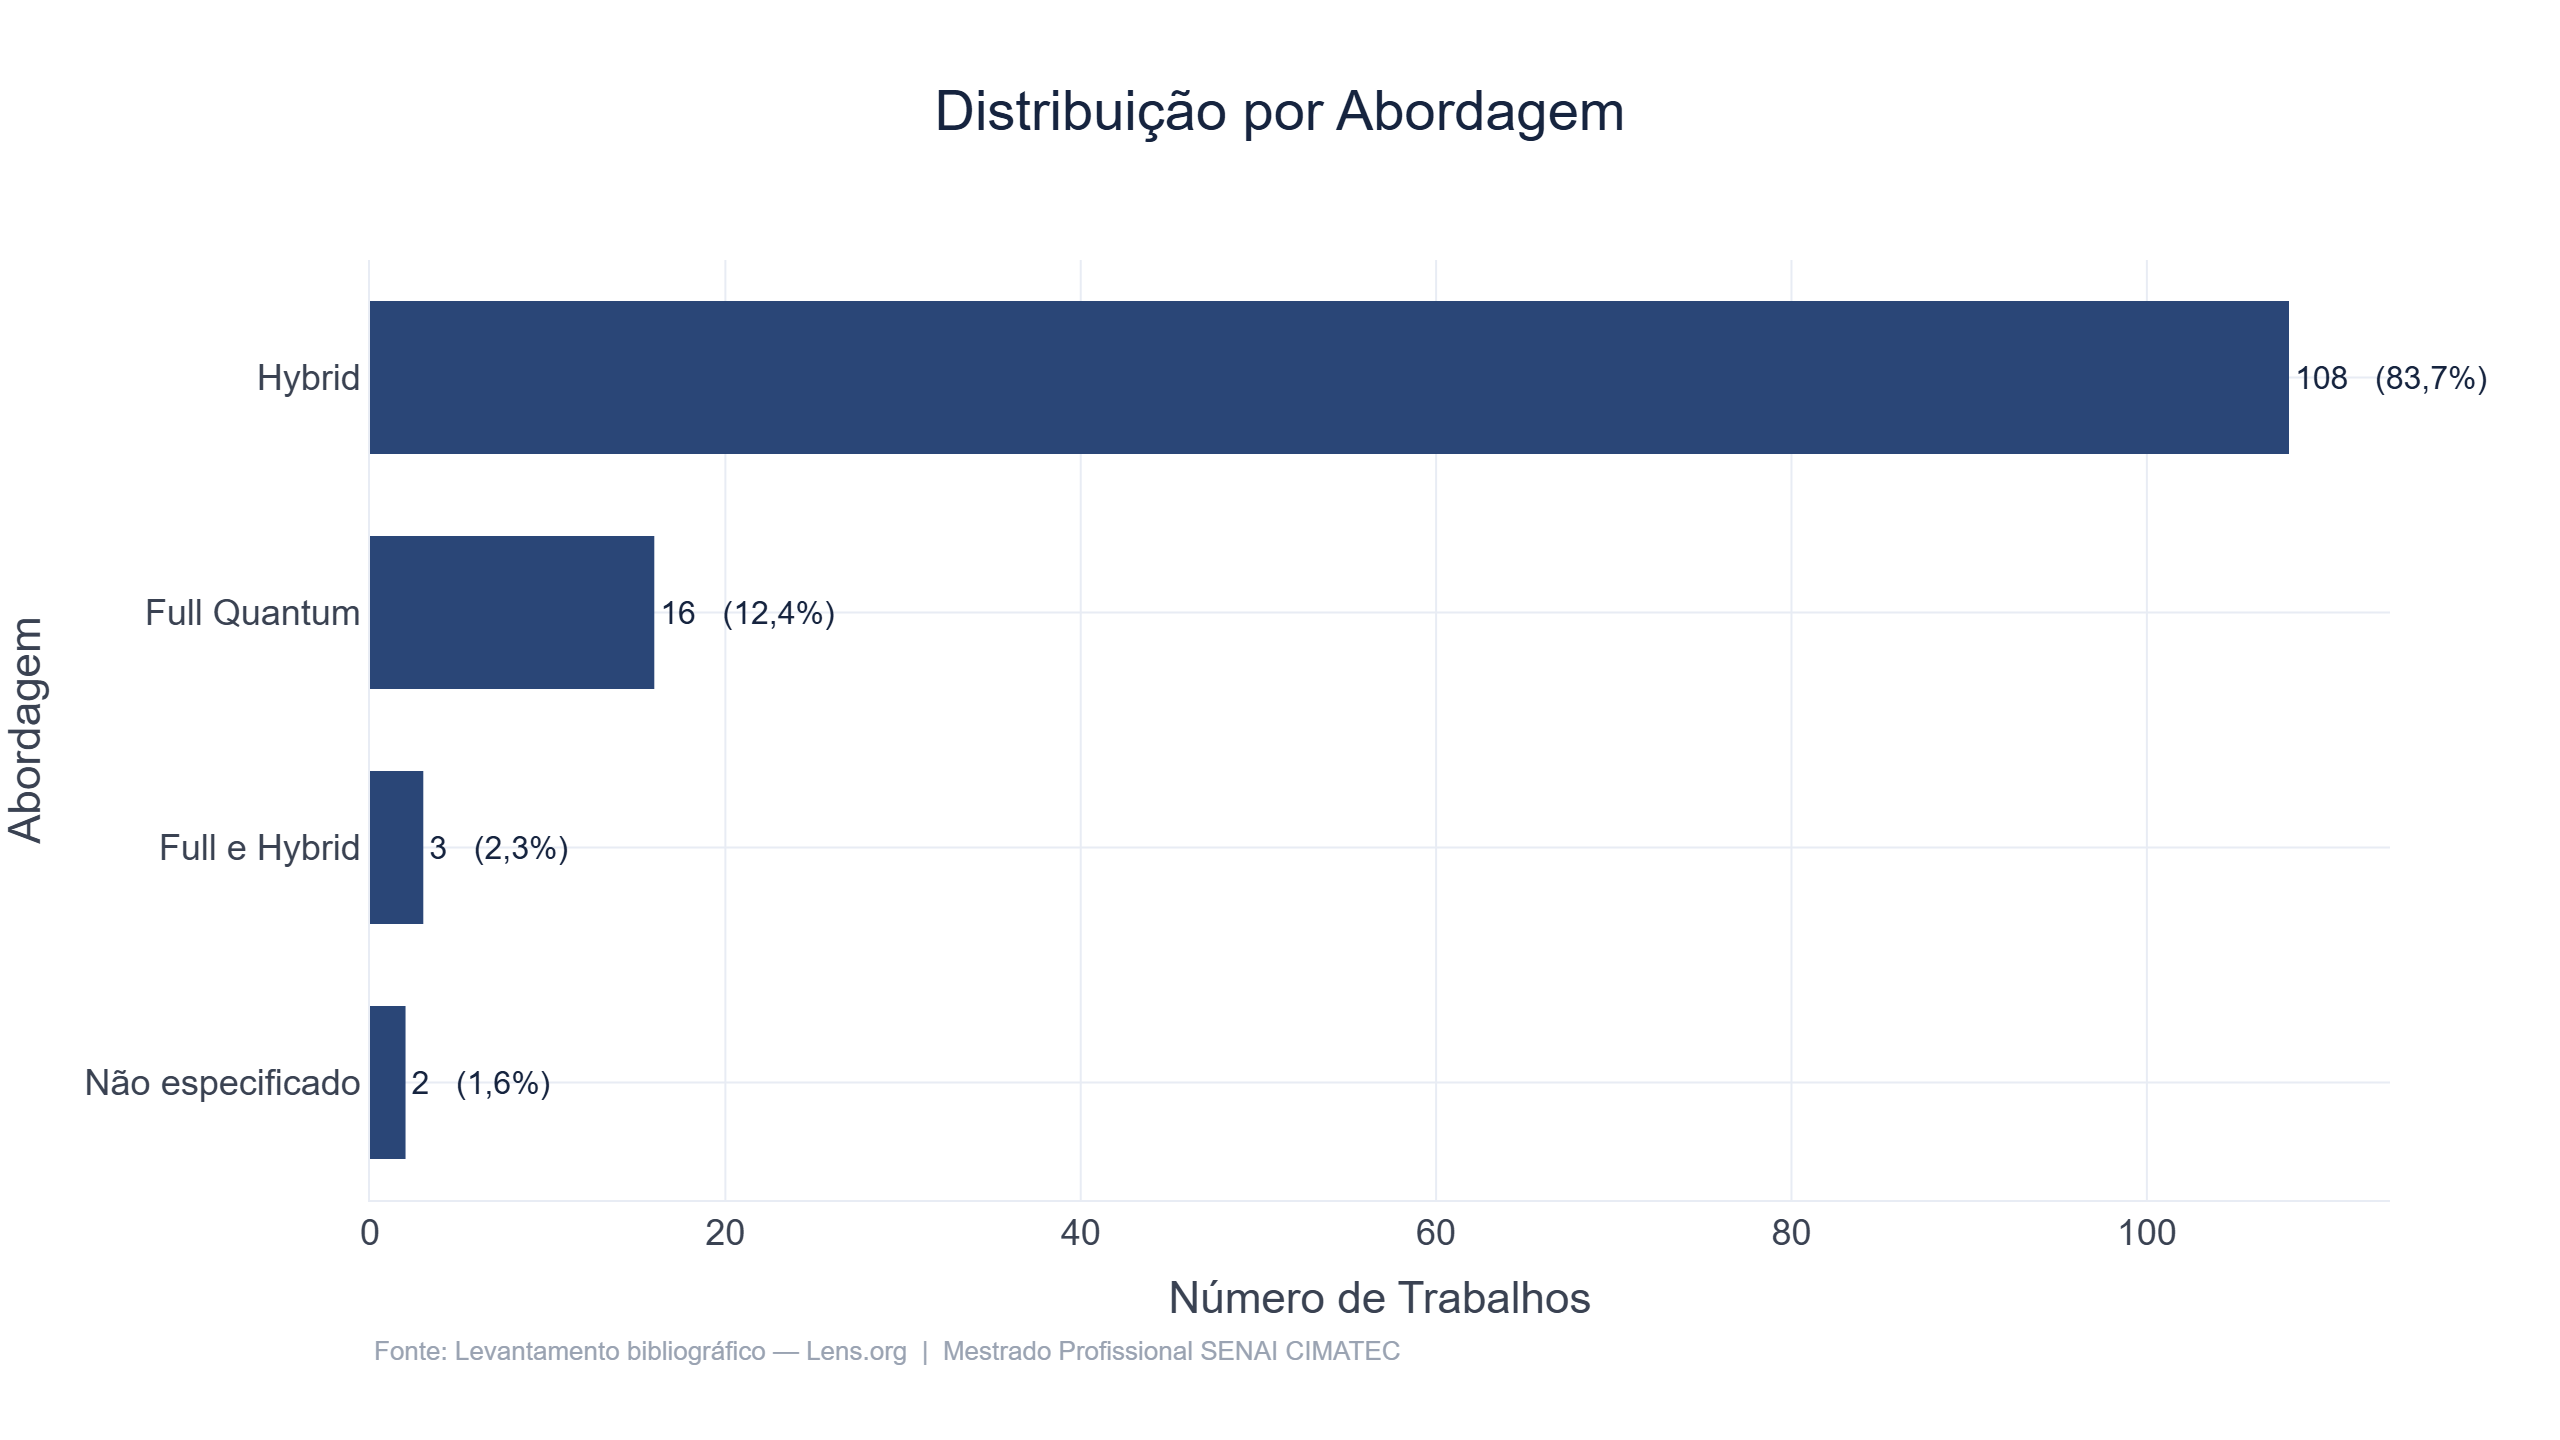 Distribuição por Abordagem
Hybrid
108 (83,7%)
Full Quantum
16 (12,4%)
Full e Hybrid
3 (2,3%)
Não especificado
2 (1,6%)
Abordagem
0 20 40 60 80 100
Número de Trabalhos
Fonte: Levantamento bibliográfico — Lens.org | Mestrado Profissional SENAI CIMATEC